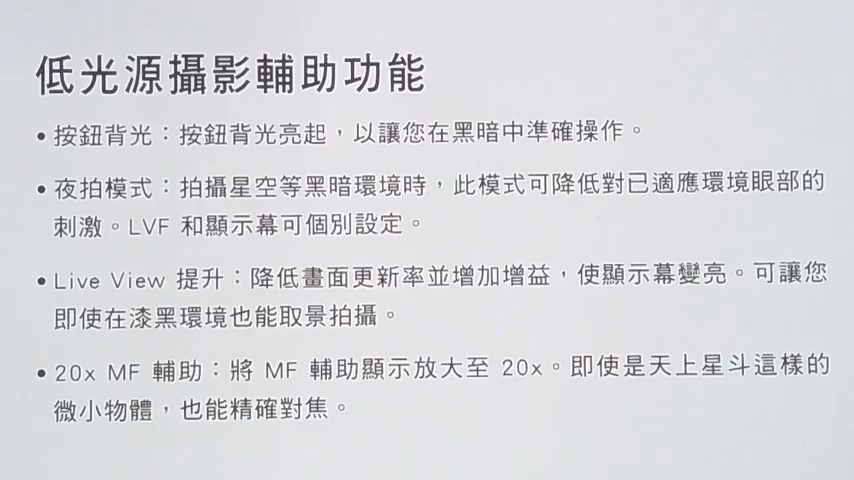 低光源攝影輔助功能
• 按鈕背光：按鈕背光亮起，以讓您在黑暗中準確操作。
• 夜拍模式：拍攝星空等黑暗環境時，此模式可降低對已適應環境眼部的
刺激。LVF 和顯示幕可個別設定。
• Live View 提升：降低畫面更新率並增加增益，使顯示幕變亮。可讓您
即使在漆黑環境也能取景拍攝。
• 20x MF 輔助：將 MF 輔助顯示放大至 20x。即使是天上星斗這樣的
微小物體，也能精確對焦。